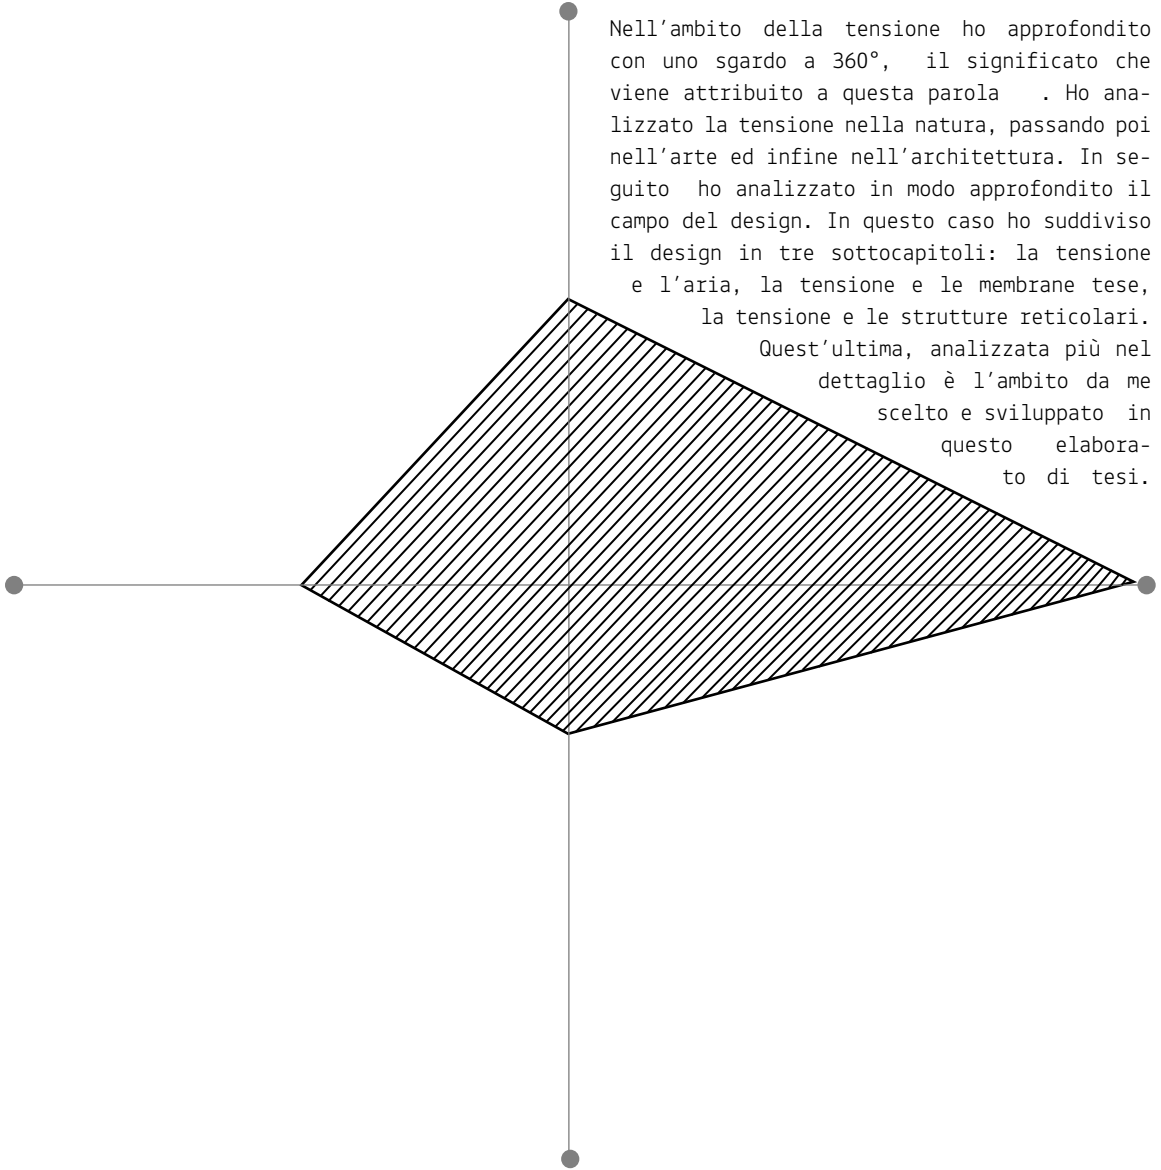 Nell'ambito della tensione ho approfondito
con uno sgardo a 360°, il significato che
viene attribuito a questa parola . Ho ana-
lizzato la tensione nella natura, passando poi
nell'arte ed infine nell'architettura. In se-
guito ho analizzato in modo approfondito il
campo del design. In questo caso ho suddiviso
il design in tre sottocapitoli: la tensione
e l'aria, la tensione e le membrane tese,
la tensione e le strutture reticolari.
Quest'ultima, analizzata più nel
dettaglio è l'ambito da me
scelto e sviluppato in
questo elabora-
to di tesi.